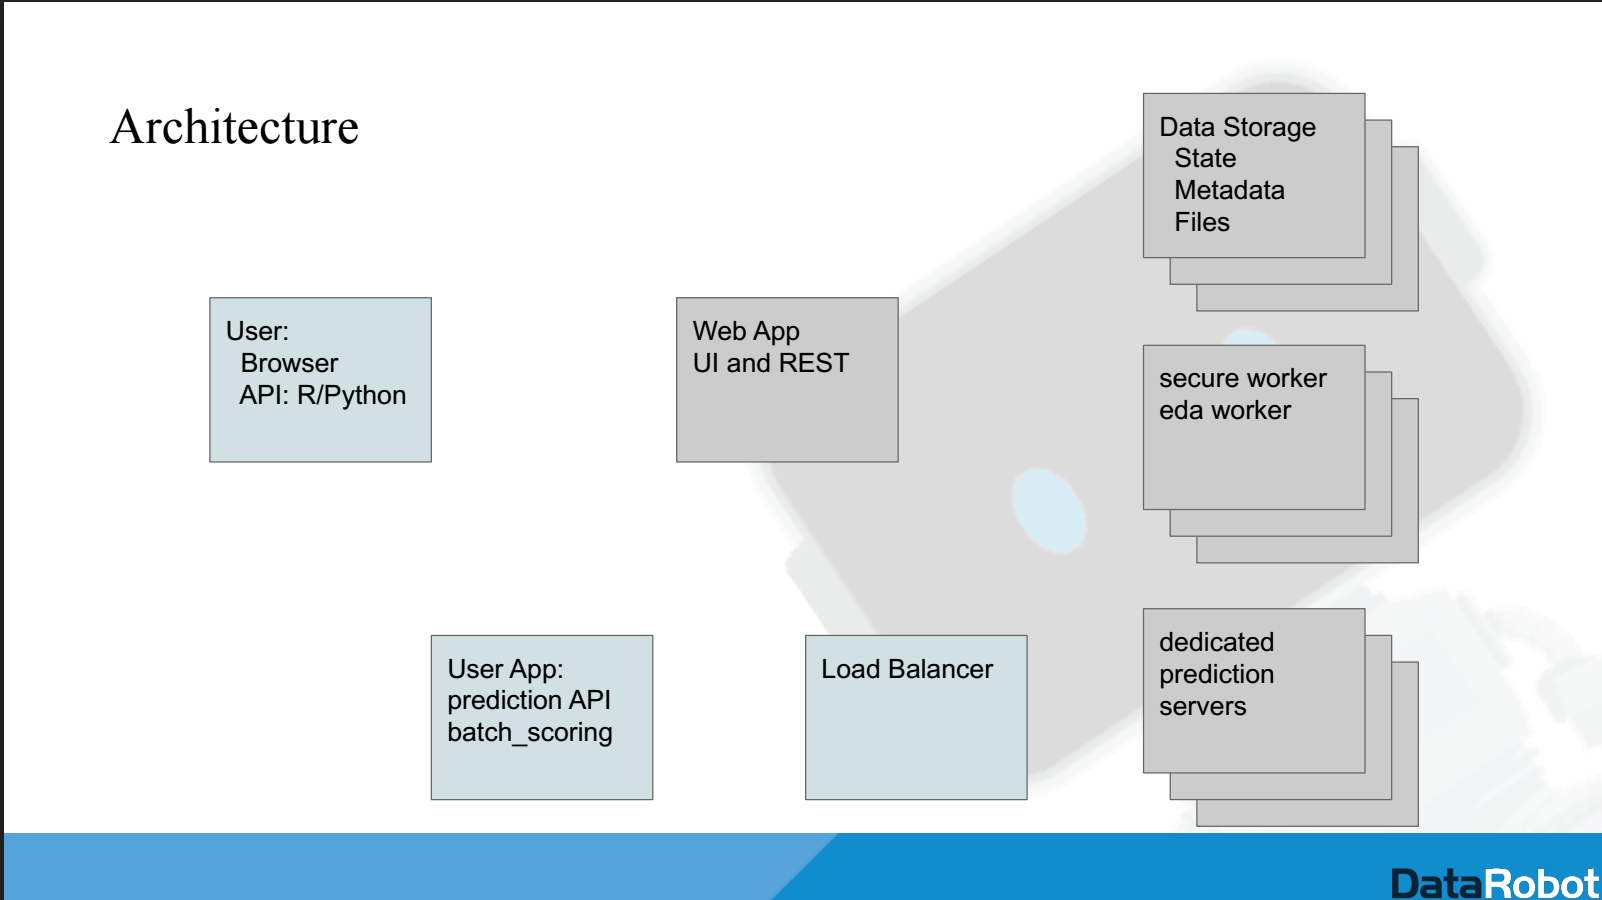 Architecture
Data Storage
State
Metadata
Files
User:
Browser
API: R/Python
Web App
UI and REST
secure worker
eda worker
User App:
prediction API
batch_scoring
Load Balancer
dedicated
prediction
servers
DataRobot